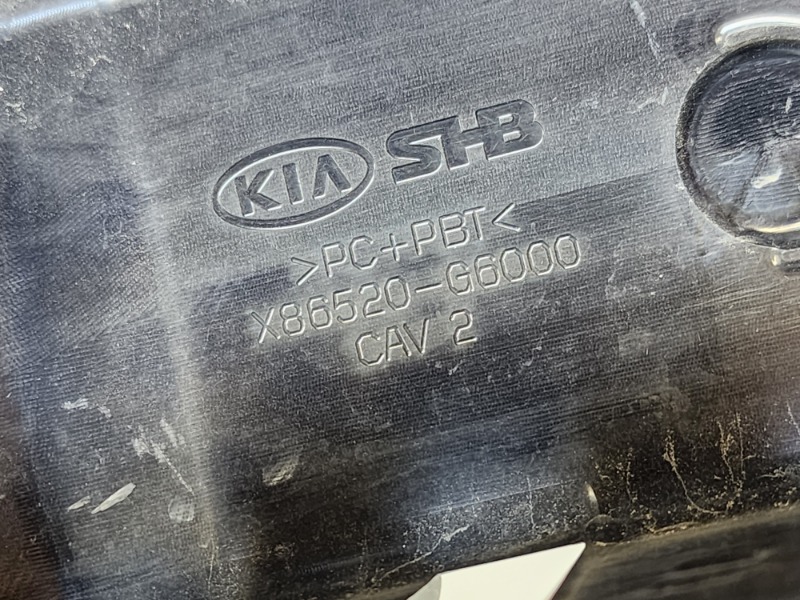 KIA SHB
>PC+PBT<
X86520-G6000
CAV 2